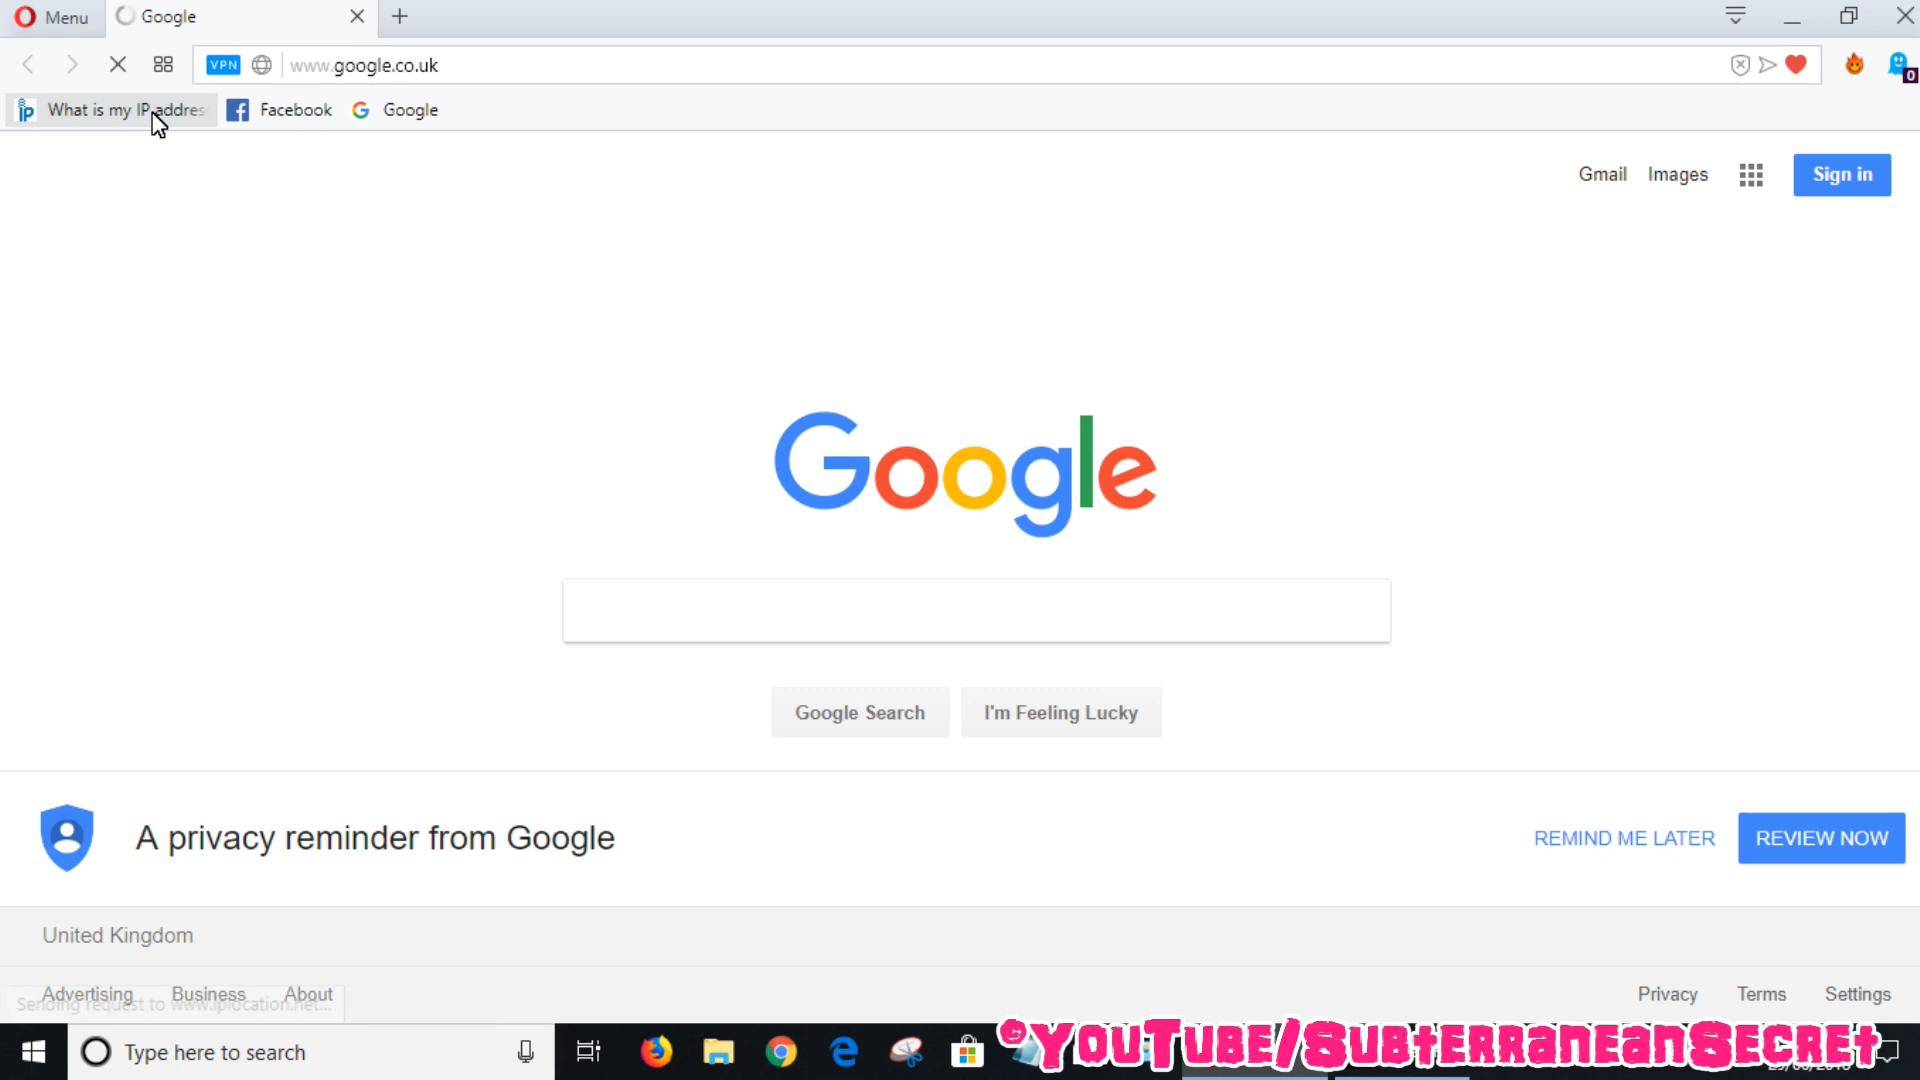 Menu
Google
VPN
www.google.co.uk
0
What is my IP addres
Facebook
Google
Gmail
Images
Sign in
Google
Google Search
I'm Feeling Lucky
A privacy reminder from Google
REMIND ME LATER
REVIEW NOW
United Kingdom
Advertising
Business
About
Sending request to www.iplocation.net...
Privacy
Terms
Settings
Type here to search
©YouTube/SubterraneanSecret